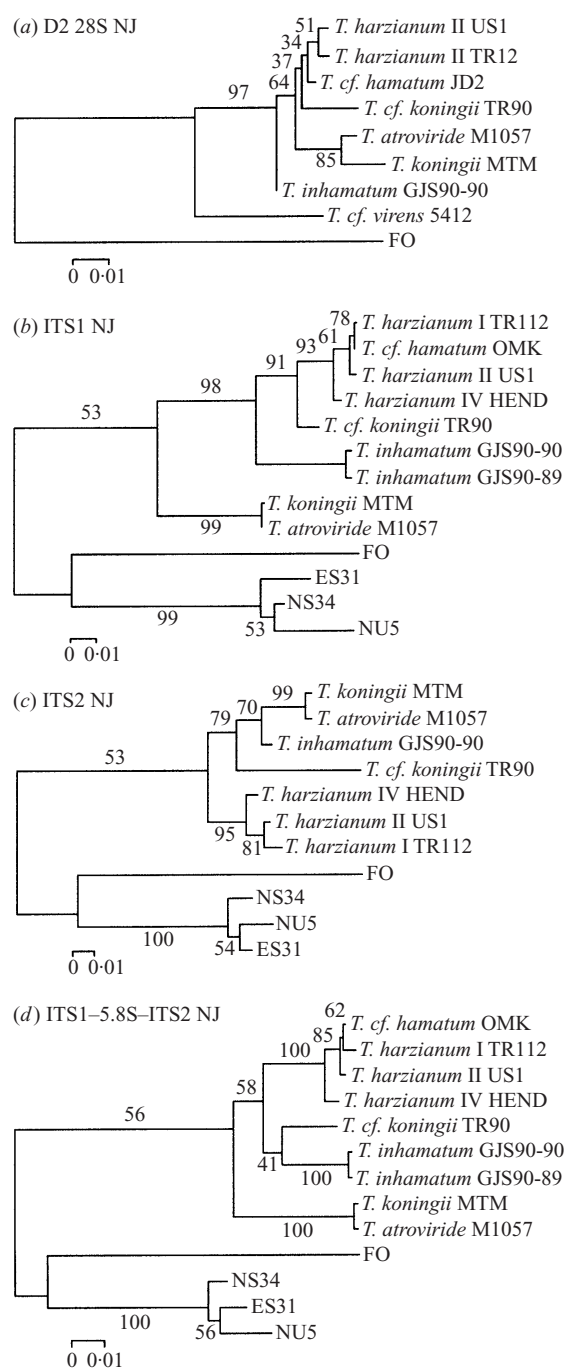 (a) D2 28S NJ
51
T. harzianum II US1
34
T. harzianum II TR12
37
T. cf. hamatum JD2
64
97
T. cf. koningii TR90
T. atroviride M1057
85
T. koningii MTM
T. inhamatum GJS90-90
T. cf. virens 5412
FO
0 0·01
(b) ITS1 NJ
78
T. harzianum I TR112
61
T. cf. hamatum OMK
93
T. harzianum II US1
91
T. harzianum IV HEND
98
T. cf. koningii TR90
53
T. inhamatum GJS90-90
T. inhamatum GJS90-89
T. koningii MTM
99
T. atroviride M1057
FO
ES31
NS34
99
53
NU5
0 0·01
(c) ITS2 NJ
99
T. koningii MTM
70
T. atroviride M1057
79
T. inhamatum GJS90-90
53
T. cf. koningii TR90
T. harzianum IV HEND
95
T. harzianum II US1
81
T. harzianum I TR112
FO
NS34
100
NU5
54
ES31
0 0·01
(d) ITS1–5.8S–ITS2 NJ
62
T. cf. hamatum OMK
85
100
T. harzianum I TR112
T. harzianum II US1
58
T. harzianum IV HEND
56
T. cf. koningii TR90
41
T. inhamatum GJS90-90
100
T. inhamatum GJS90-89
T. koningii MTM
100
T. atroviride M1057
FO
NS34
100
ES31
56
NU5
0 0·01